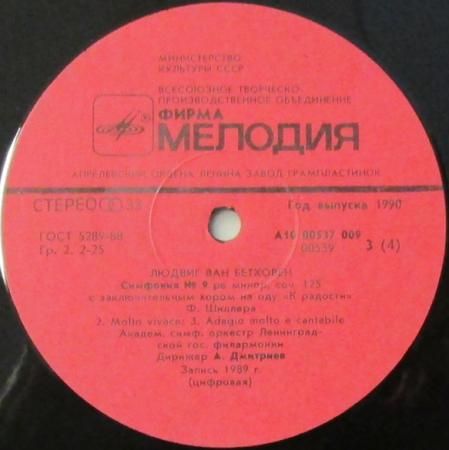 МИНИСТЕРСТВО
КУЛЬТУРЫ СССР
ВСЕСОЮЗНОЕ ТВОРЧЕСКО-
ПРОИЗВОДСТВЕННОЕ ОБЪЕДИНЕНИЕ
ФИРМА
МЕЛОДИЯ
АПРЕЛЕВСКИЙ ОРДЕНА ЛЕНИНА ЗАВОД ГРАМПЛАСТИНОК
СТЕРЕО 33 Год выпуска 1990
ГОСТ 5289-88 А10 00537 009
Гр. 2. 2-25 00539 3 (4)
ЛЮДВИГ ВАН БЕТХОВЕН
Симфония № 9 ре минор, соч. 125
с заключительным хором на оду «К радости»
Ф. Шиллера
2. Molto vivace; 3. Adagio molto e cantabile
Академ. симф. оркестр Ленинград-
ской гос. филармонии
Дирижер А. Дмитриев
Запись 1989 г.
(цифровая)